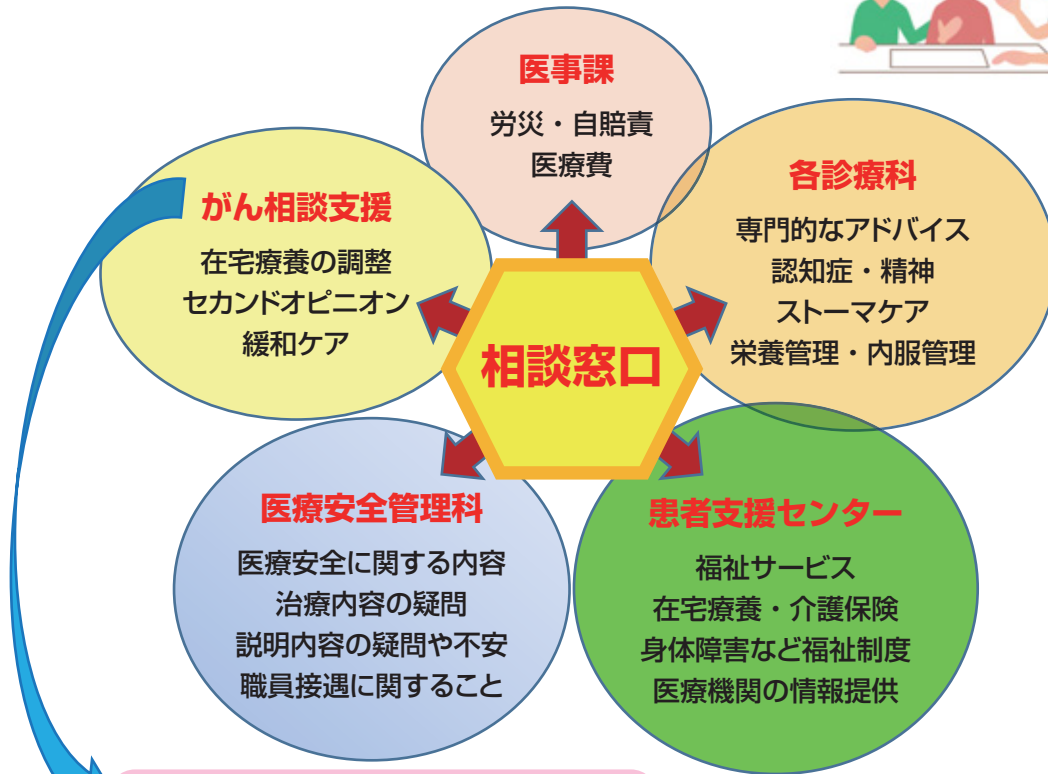 医事課
労災・自賠責
医療費
がん相談支援
在宅療養の調整
セカンドオピニオン
緩和ケア
各診療科
専門的なアドバイス
認知症・精神
ストーマケア
栄養管理・内服管理
相談窓口
医療安全管理科
医療安全に関する内容
治療内容の疑問
説明内容の疑問や不安
職員接遇に関すること
患者支援センター
福祉サービス
在宅療養・介護保険
身体障害など福祉制度
医療機関の情報提供